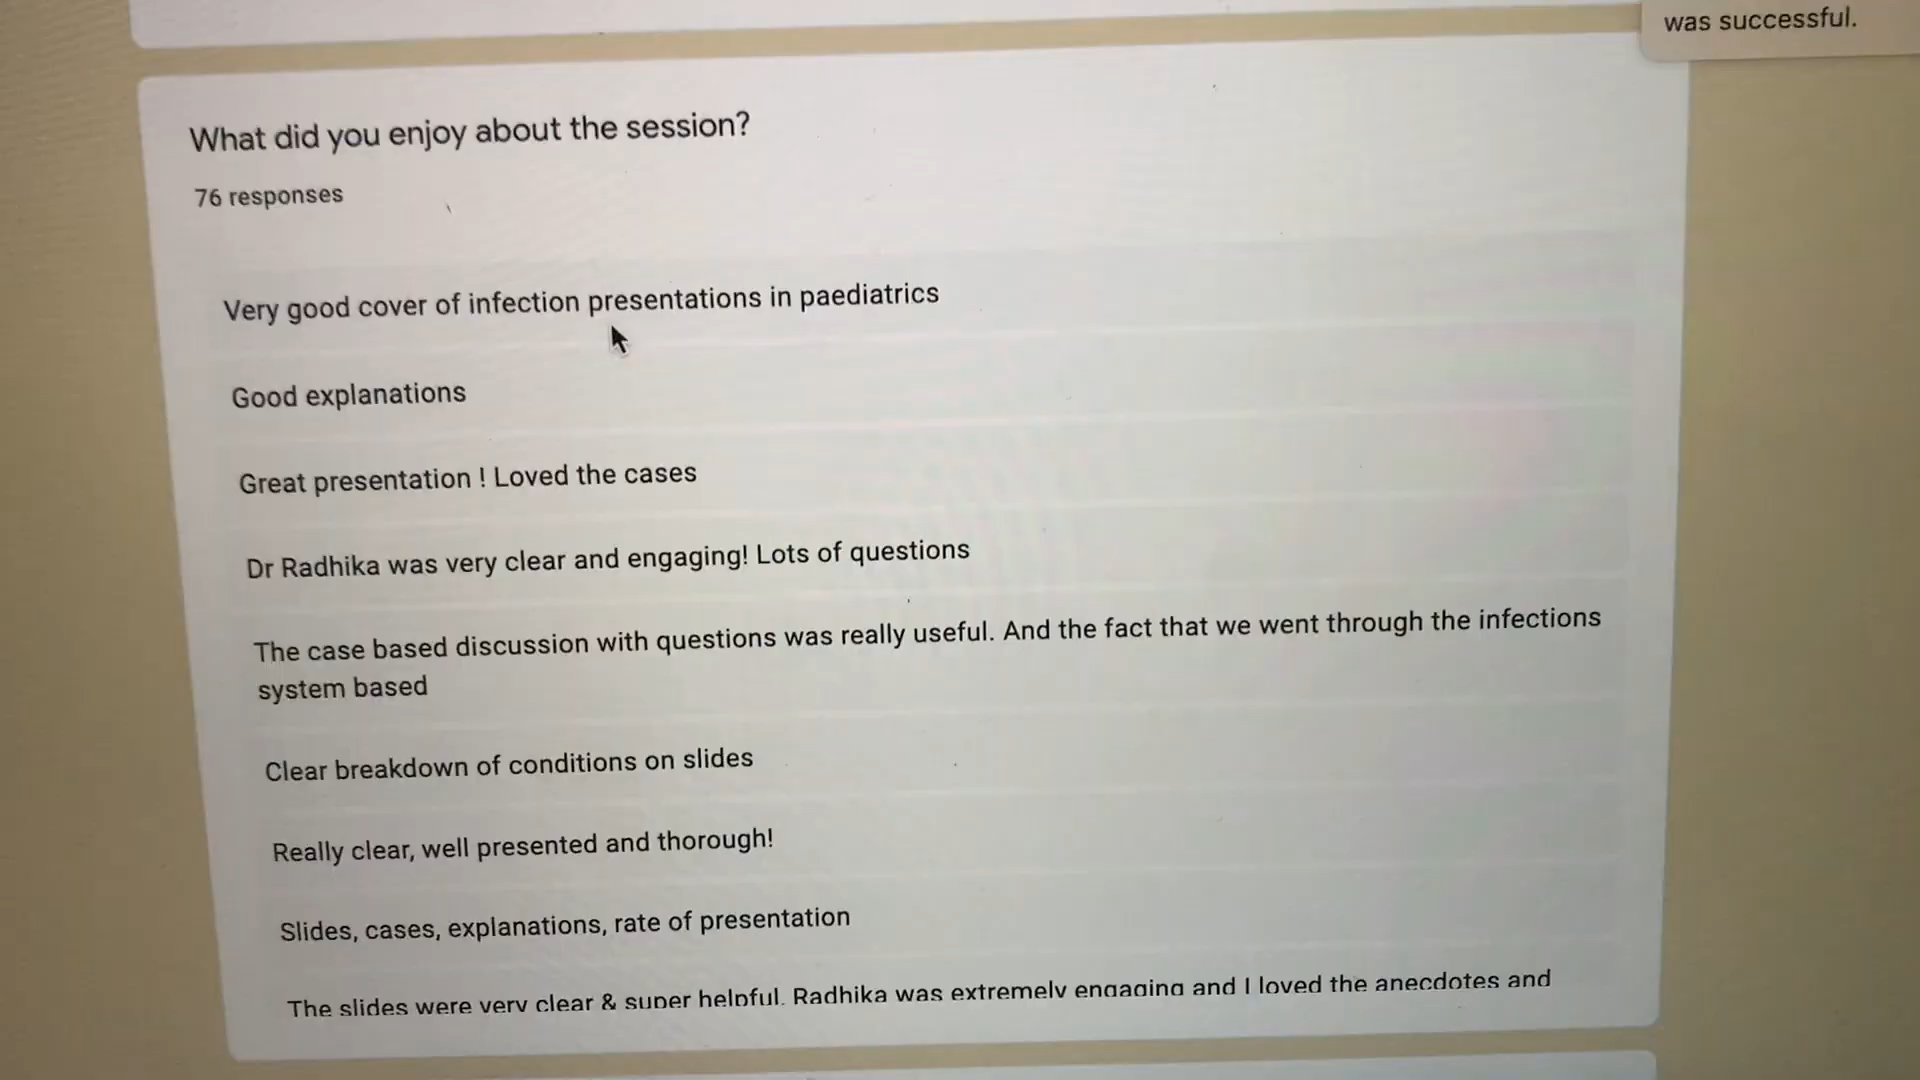 was successful.
What did you enjoy about the session?
76 responses
Very good cover of infection presentations in paediatrics
Good explanations
Great presentation ! Loved the cases
Dr Radhika was very clear and engaging! Lots of questions
The case based discussion with questions was really useful. And the fact that we went through the infections
system based
Clear breakdown of conditions on slides
Really clear, well presented and thorough!
Slides, cases, explanations, rate of presentation
The slides were very clear & super helpful. Radhika was extremely engaging and I loved the anecdotes and